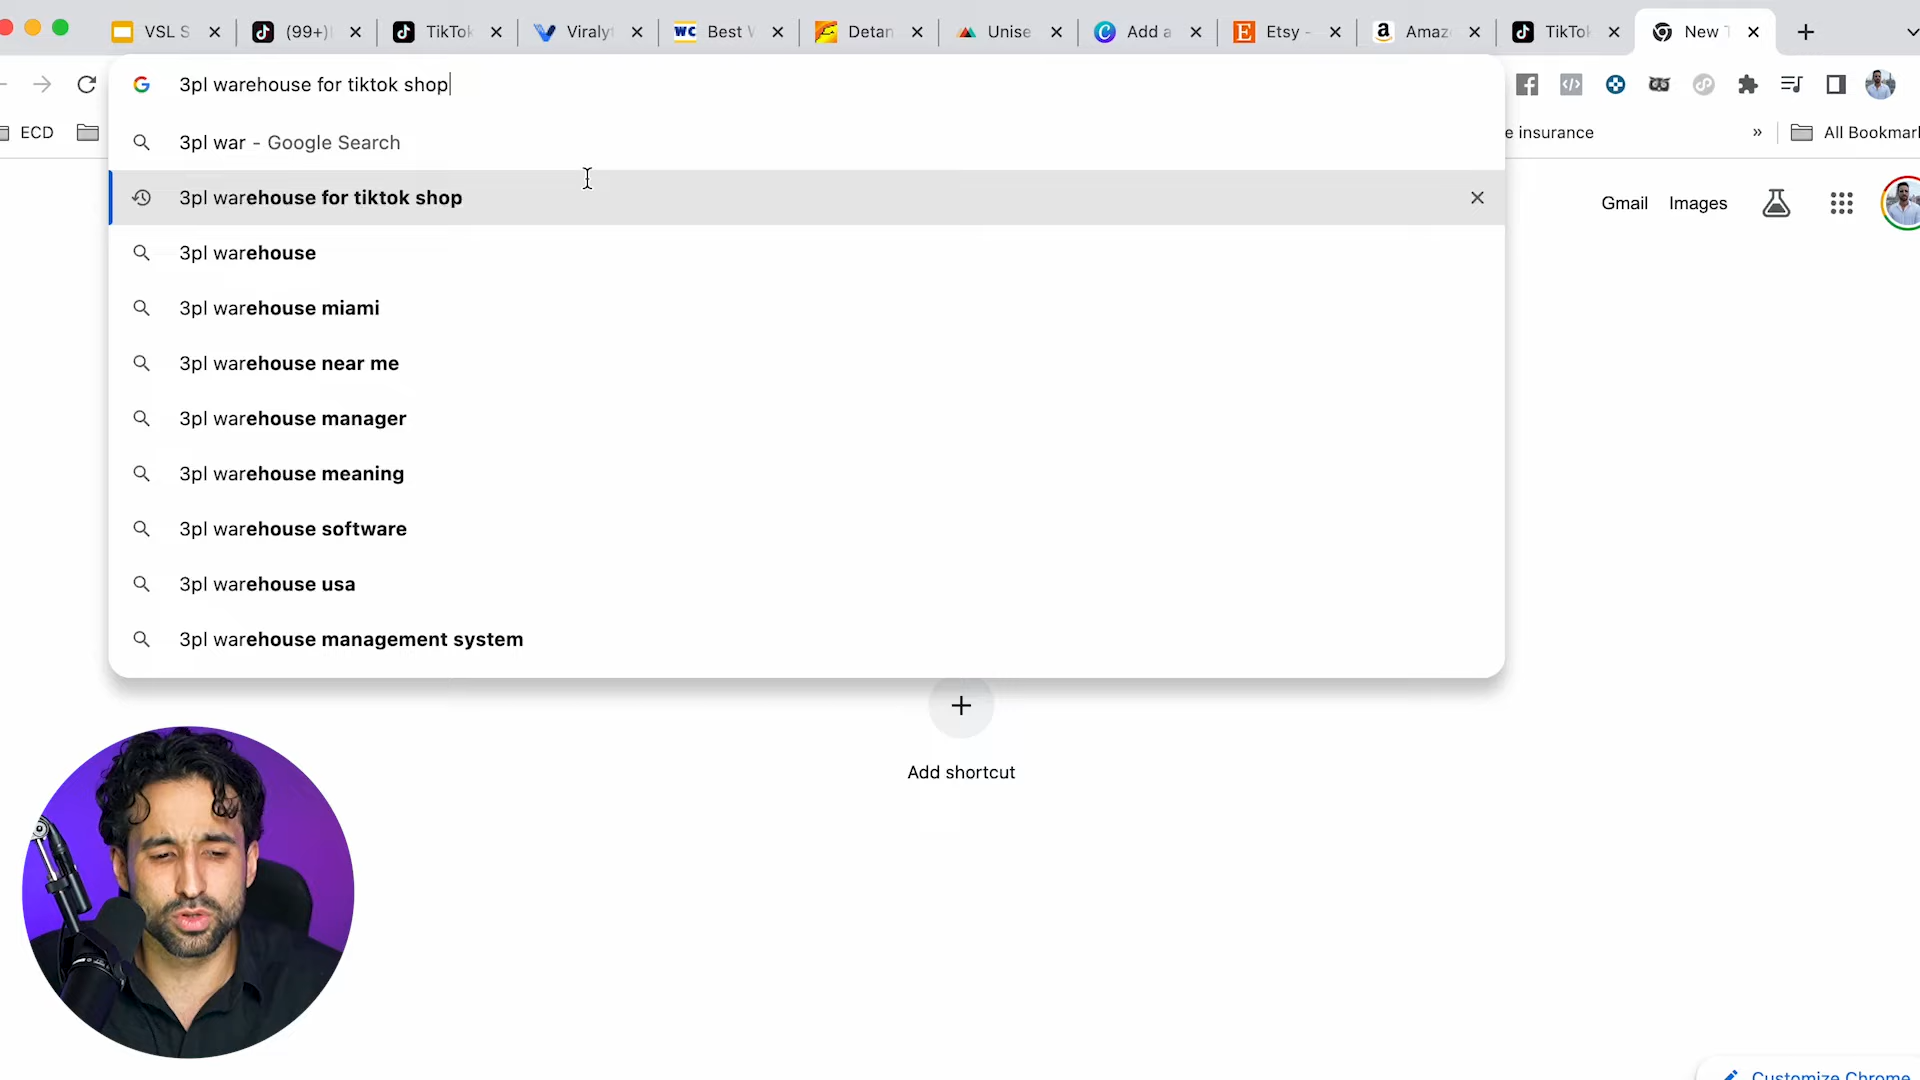 VSL S
(99+)
TikTok
Viraly
WC Best
Detan
Unise
Add a
Etsy -
Amaz
TikTok
New T
3pl warehouse for tiktok shop
ECD
e insurance
»
All Bookmar
3pl war - Google Search
3pl warehouse for tiktok shop
Gmail Images
3pl warehouse
3pl warehouse miami
3pl warehouse near me
3pl warehouse manager
3pl warehouse meaning
3pl warehouse software
3pl warehouse usa
3pl warehouse management system
Add shortcut
Customize Chrome